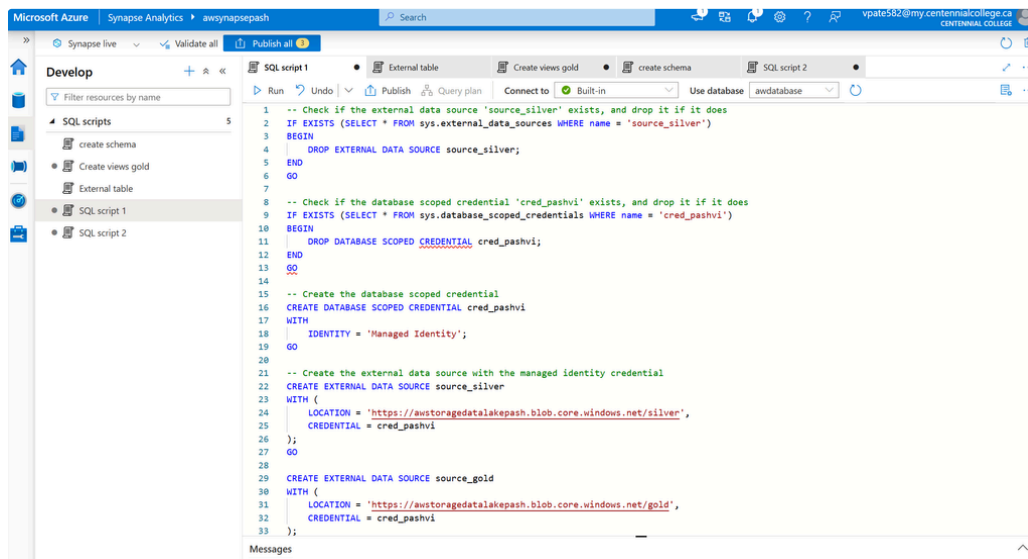 Microsoft Azure | Synapse Analytics ▸ awsynapsepash
Search
1
1
vpate582@my.centennialcollege.ca
CENTENNIAL COLLEGE
Synapse live
Validate all
Publish all 3
Develop
Filter resources by name
SQL scripts 5
create schema
Create views gold
External table
SQL script 1
SQL script 2
SQL script 1
External table
Create views gold
create schema
SQL script 2
Run Undo Publish Query plan Connect to Built-in Use database awdatabase
1 -- Check if the external data source 'source_silver' exists, and drop it if it does
2 IF EXISTS (SELECT * FROM sys.external_data_sources WHERE name = 'source_silver')
3 BEGIN
4 DROP EXTERNAL DATA SOURCE source_silver;
5 END
6 GO
7
8 -- Check if the database scoped credential 'cred_pashvi' exists, and drop it if it does
9 IF EXISTS (SELECT * FROM sys.database_scoped_credentials WHERE name = 'cred_pashvi')
10 BEGIN
11 DROP DATABASE SCOPED CREDENTIAL cred_pashvi;
12 END
13 GO
14
15 -- Create the database scoped credential
16 CREATE DATABASE SCOPED CREDENTIAL cred_pashvi
17 WITH
18 IDENTITY = 'Managed Identity';
19 GO
20
21 -- Create the external data source with the managed identity credential
22 CREATE EXTERNAL DATA SOURCE source_silver
23 WITH (
24 LOCATION = 'https://awstoragedatalakepash.blob.core.windows.net/silver',
25 CREDENTIAL = cred_pashvi
26 );
27 GO
28
29 CREATE EXTERNAL DATA SOURCE source_gold
30 WITH (
31 LOCATION = 'https://awstoragedatalakepash.blob.core.windows.net/gold',
32 CREDENTIAL = cred_pashvi
33 );
Messages